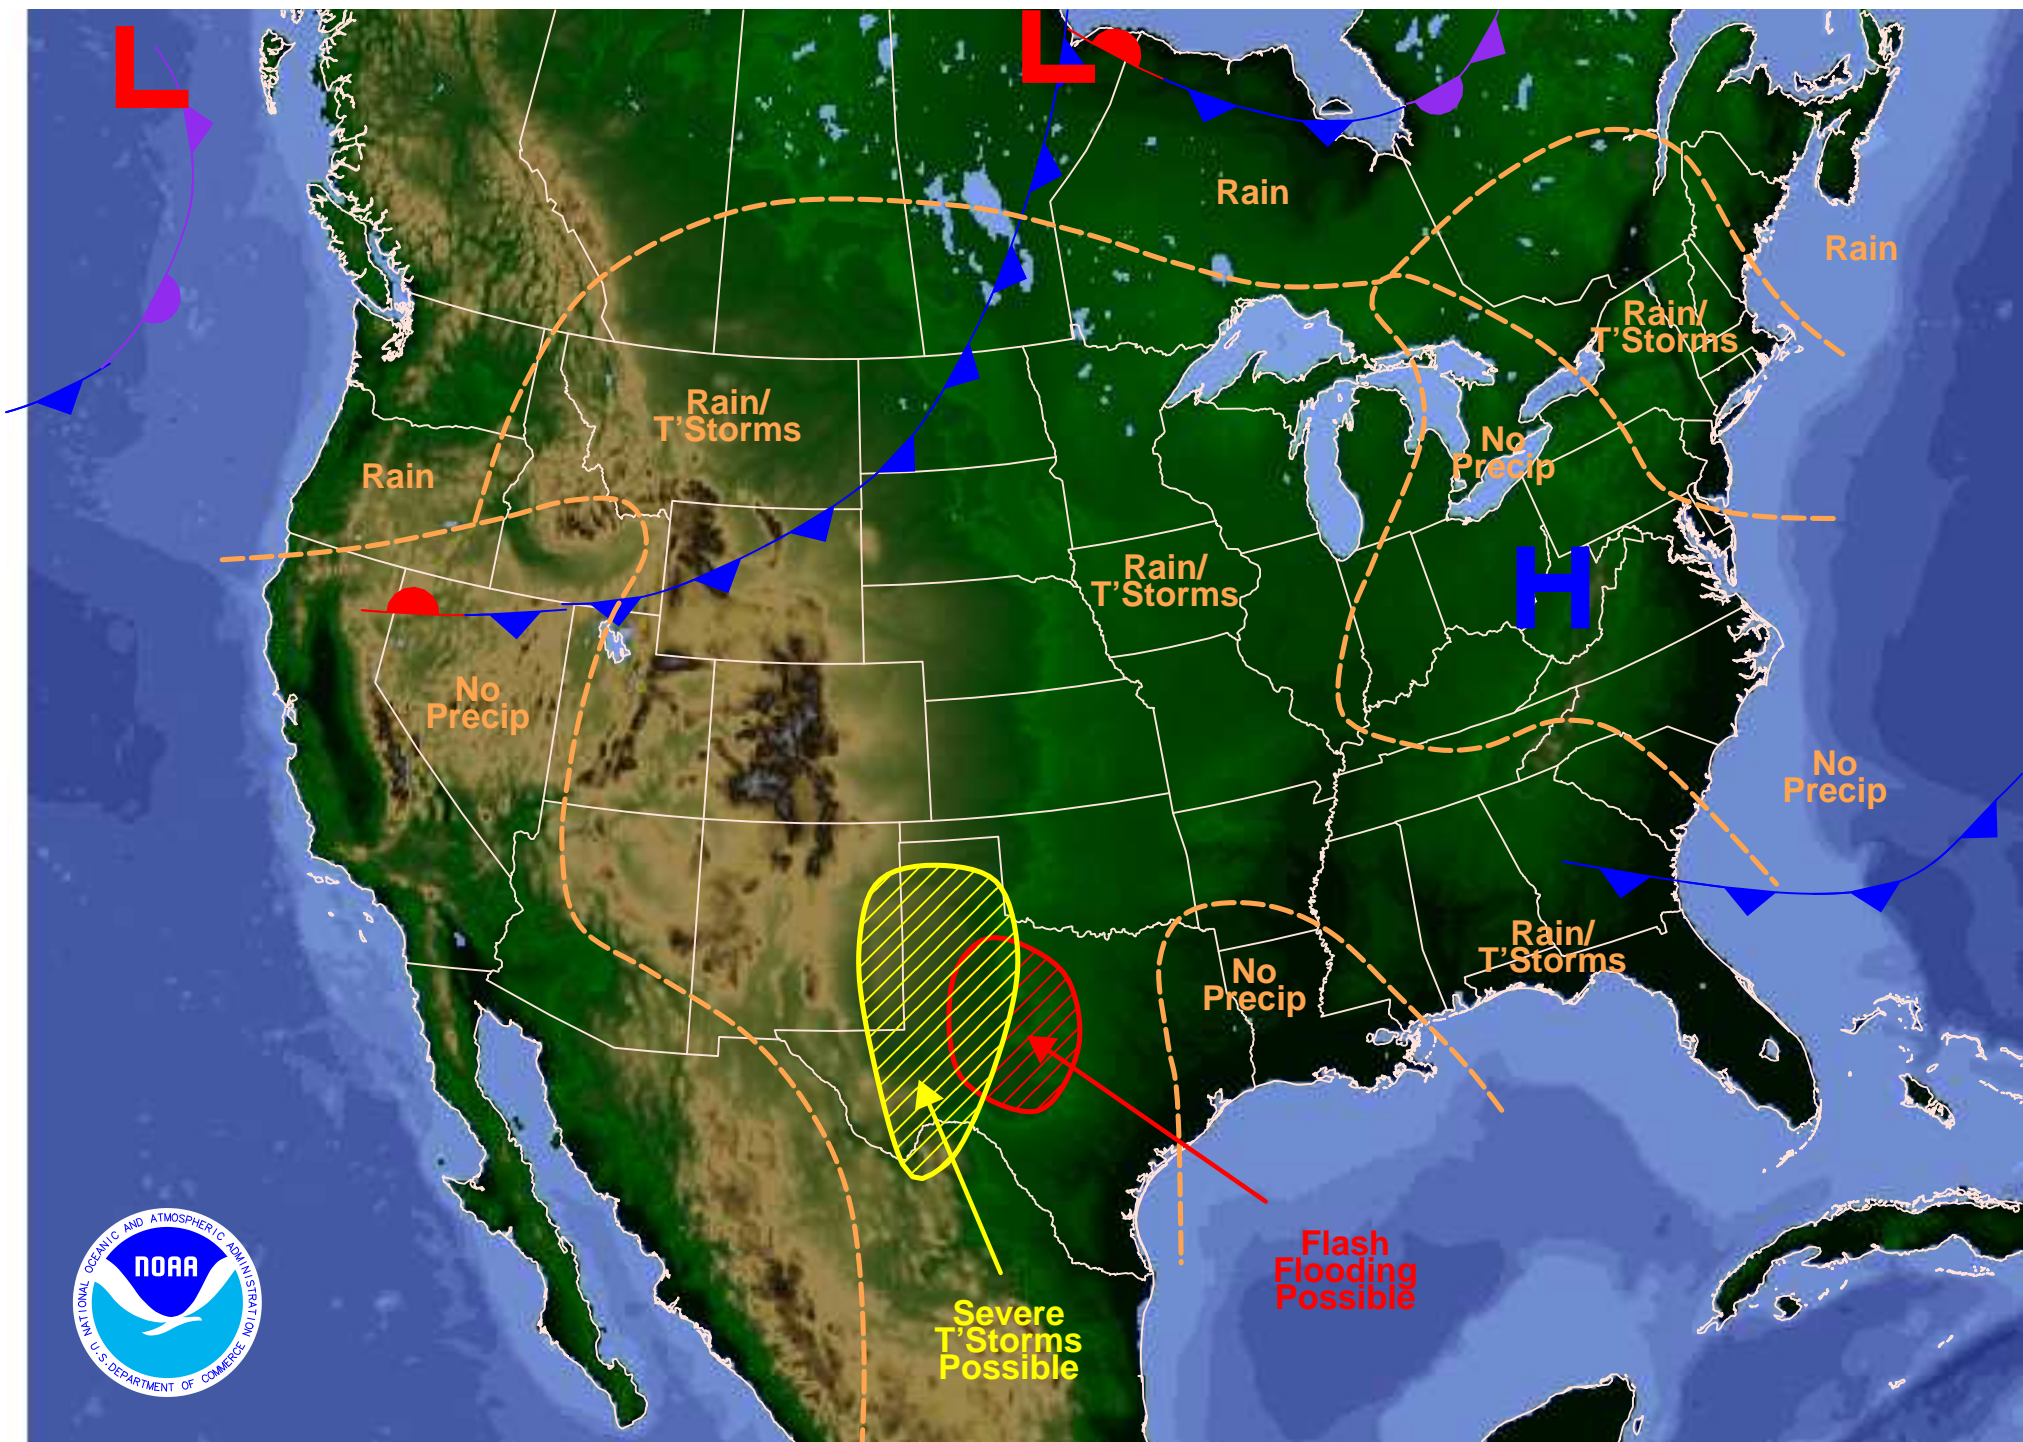 L
L
Rain
Rain
Rain/
T'Storms
Rain/
T'Storms
No
Precip
Rain
Rain/
T'Storms
H
No
Precip
No
Precip
Rain/
T'Storms
No
Precip
NATIONAL OCEANIC AND ATMOSPHERIC ADMINISTRATION
NOAA
U.S. DEPARTMENT OF COMMERCE
Flash
Flooding
Possible
Severe
T'Storms
Possible